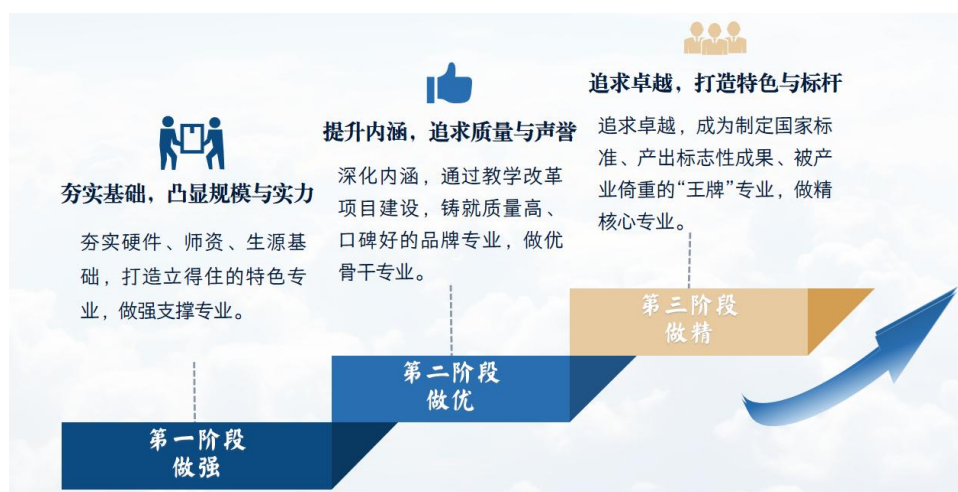 夯实基础，凸显规模与实力
夯实硬件、师资、生源基
础，打造立得住的特色专
业，做强支撑专业。
第一阶段
做强
提升内涵，追求质量与声誉
深化内涵，通过教学改革
项目建设，铸就质量高、
口碑好的品牌专业，做优
骨干专业。
第二阶段
做优
追求卓越，打造特色与标杆
追求卓越，成为制定国家标
准、产出标志性成果、被产
业倚重的“王牌”专业，做精
核心专业。
第三阶段
做精